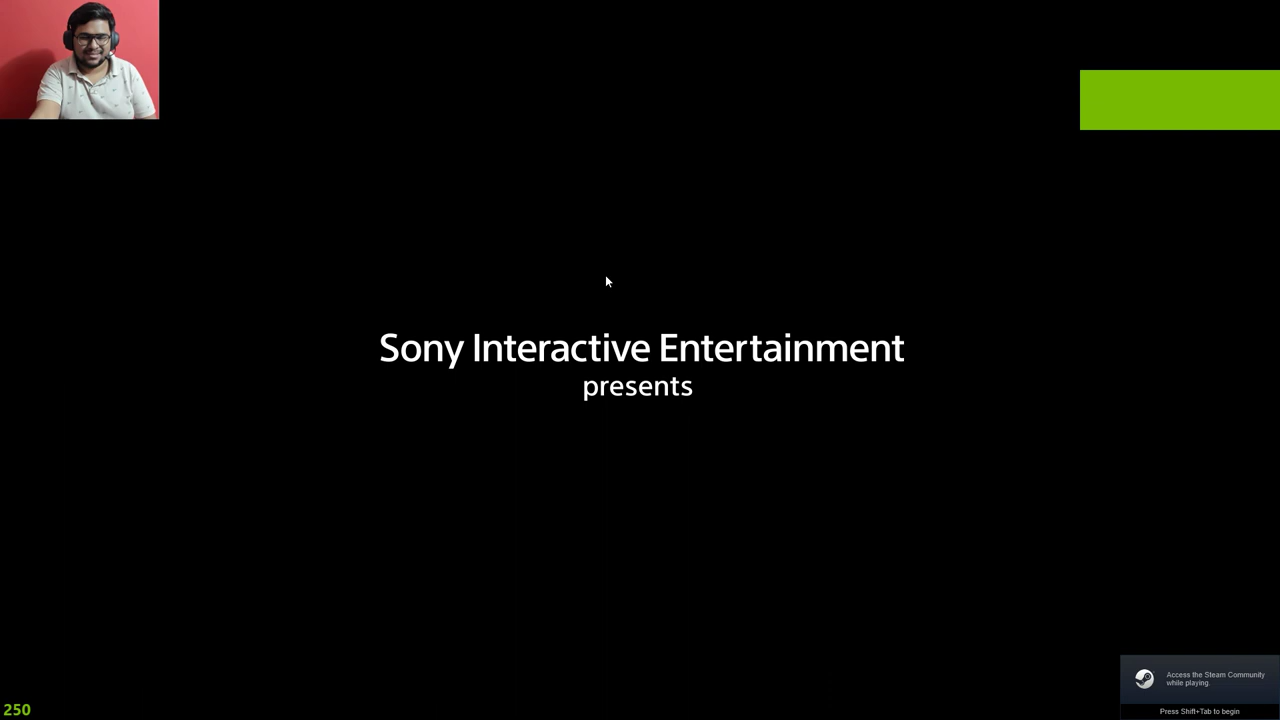 Sony Interactive Entertainment
presents
Access the Steam Community
while playing.
Press Shift+Tab to begin
250